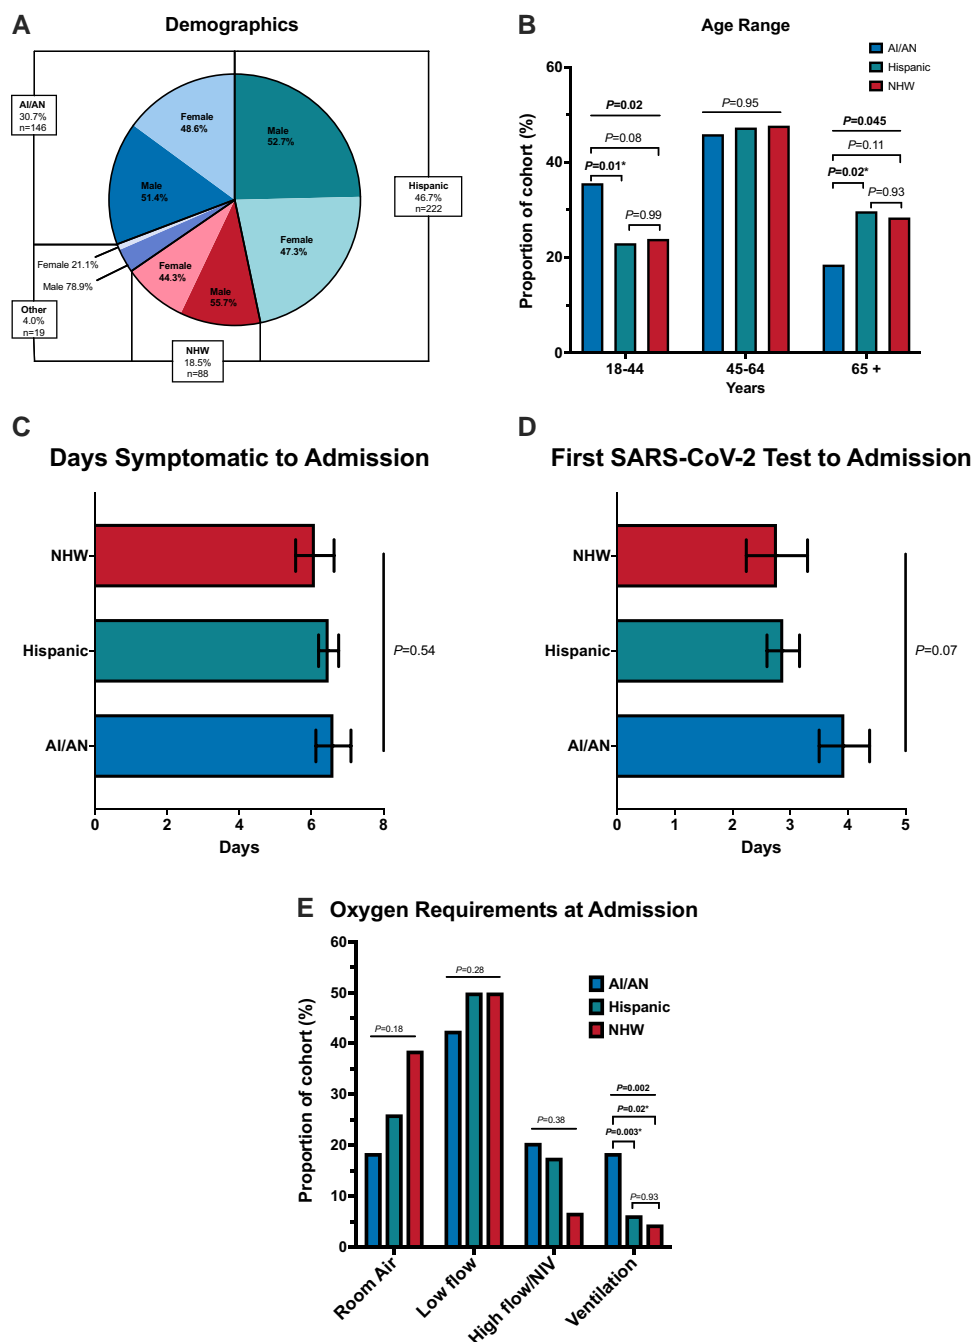 A
Demographics
AI/AN
30.7%
n=146
Female
48.6%
Male
52.7%
Male
51.4%
Hispanic
46.7%
n=222
Female
47.3%
Female 21.1%
Male 78.9%
Female
44.3%
Male
55.7%
Other
4.0%
n=19
NHW
18.5%
n=88
B
Age Range
AI/AN
Hispanic
NHW
Proportion of cohort (%)
60
40
20
0
P=0.02
P=0.08
P=0.01*
P=0.99
P=0.95
P=0.045
P=0.11
P=0.02*
P=0.93
18-44
45-64
65 +
Years
C
Days Symptomatic to Admission
NHW
Hispanic
AI/AN
P=0.54
0 2 4 6 8
Days
D
First SARS-CoV-2 Test to Admission
NHW
Hispanic
AI/AN
P=0.07
0 1 2 3 4 5
Days
E
Oxygen Requirements at Admission
Proportion of cohort (%)
60
50
40
30
20
10
0
AI/AN
Hispanic
NHW
P=0.18
P=0.28
P=0.38
P=0.002
P=0.02*
P=0.003*
P=0.93
Room Air
Low flow
High flow/NIV
Ventilation